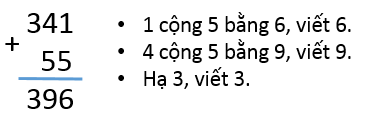 341
+
55
396
• 1 cộng 5 bằng 6, viết 6.
• 4 cộng 5 bằng 9, viết 9.
• Hạ 3, viết 3.